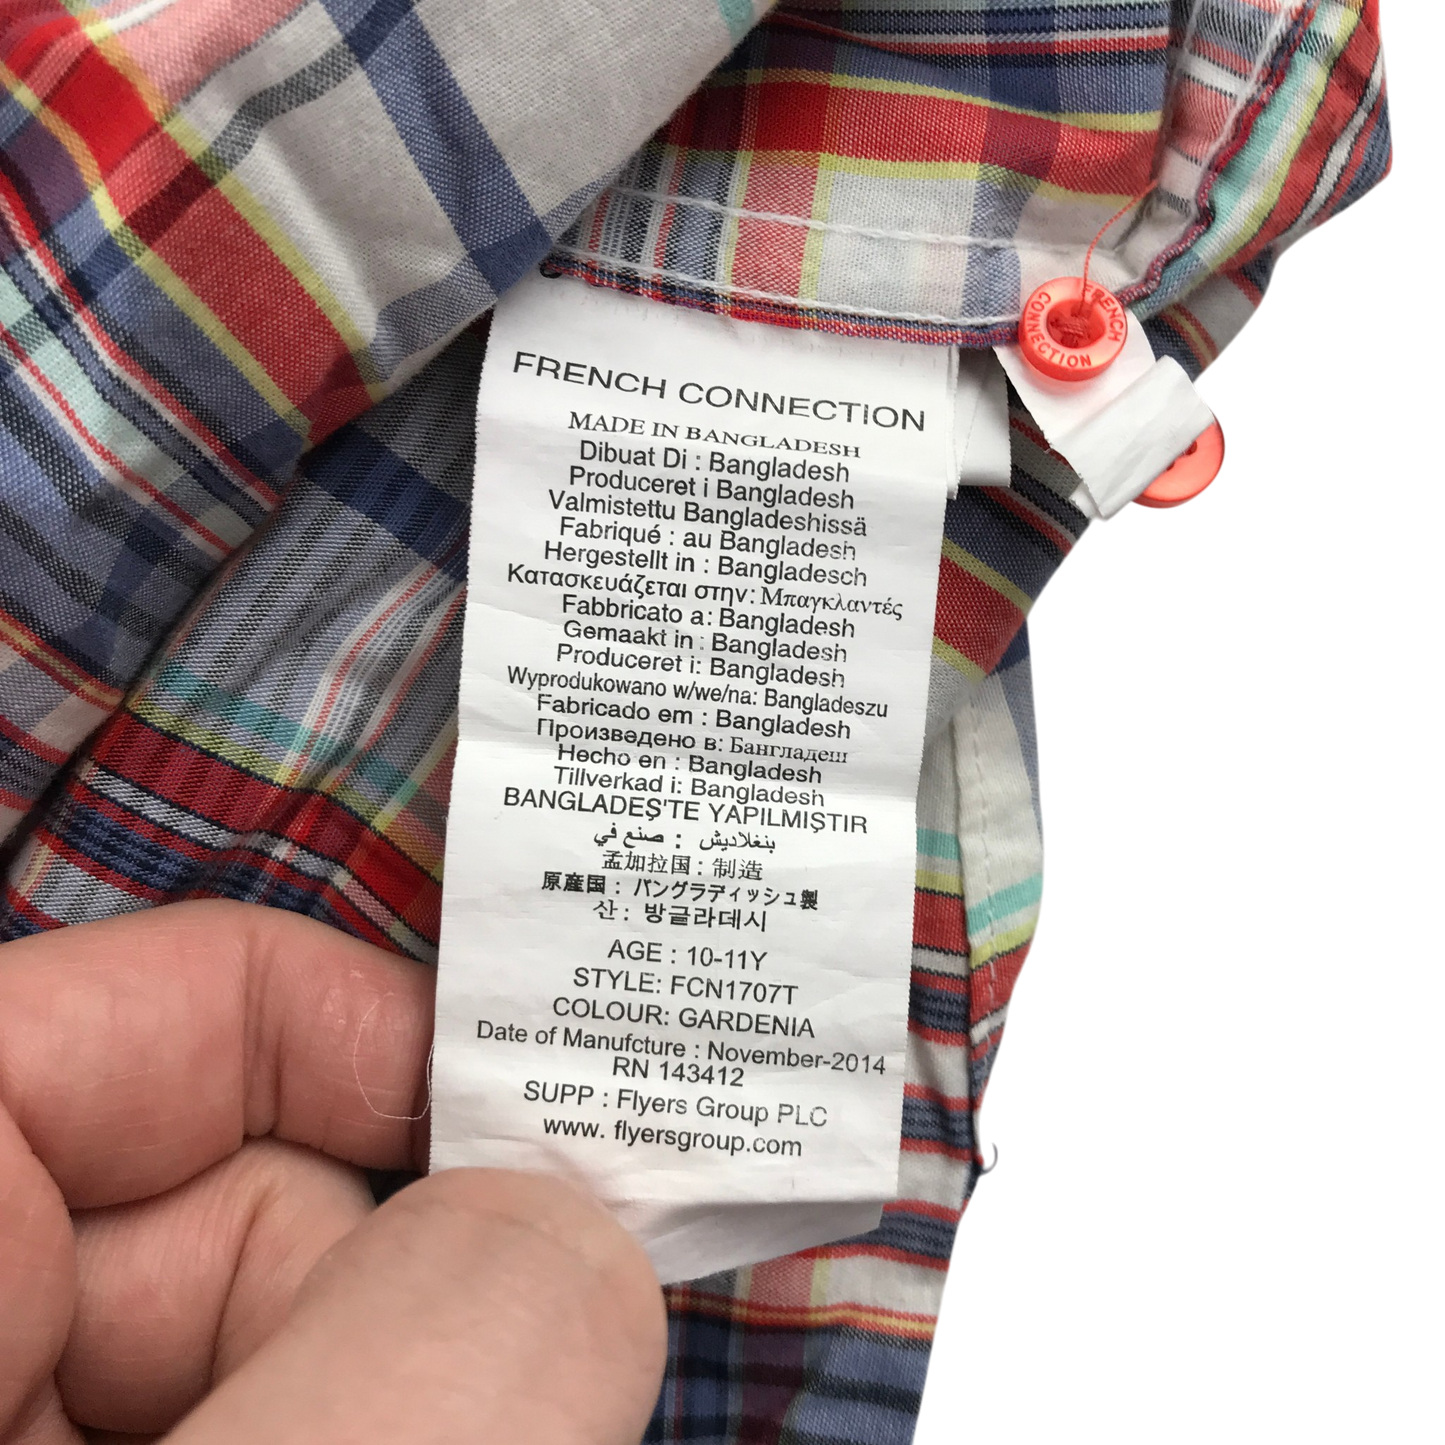 FRENCH CONNECTION
MADE IN BANGLADESH
Dibuat Di : Bangladesh
Produceret i Bangladesh
Valmistettu Bangladeshissä
Fabriqué : au Bangladesh
Hergestellt in : Bangladesch
Κατασκευάζεται στην: Μπαγκλαντές
Fabbricato a: Bangladesh
Gemaakt in : Bangladesh
Produceret i: Bangladesh
Wyprodukowano w/we/na: Bangladeszu
Fabricado em : Bangladesh
Произведено в: Бангладеш
Hecho en : Bangladesh
Tillverkad i: Bangladesh
BANGLADEŞ'TE YAPILMIŞTIR
بنغلاديش : صنع في
孟加拉国 : 制造
原産国 : バングラディッシュ製
산 : 방글라데시
AGE : 10-11Y
STYLE: FCN1707T
COLOUR: GARDENIA
Date of Manufcture : November-2014
RN 143412
SUPP : Flyers Group PLC
www. flyersgroup.com
FRENCH
CONNECTION